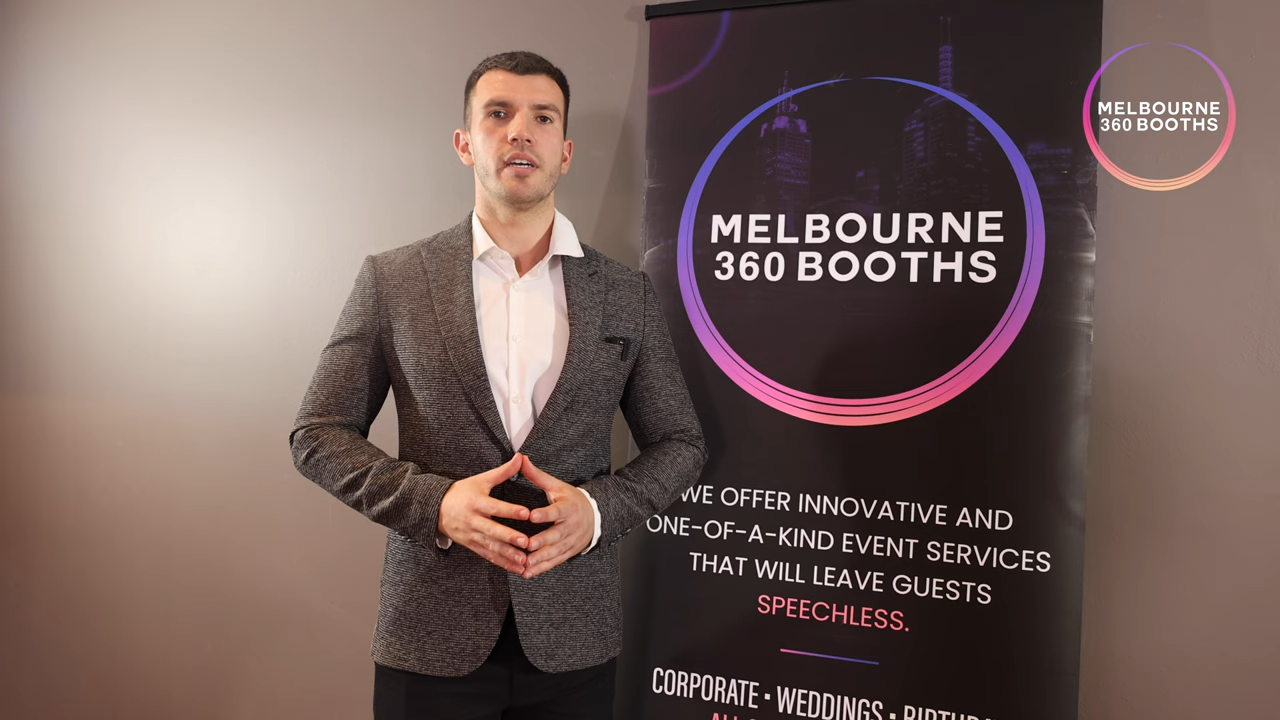 MELBOURNE
360 BOOTHS
MELBOURNE
360 BOOTHS
WE OFFER INNOVATIVE AND
ONE-OF-A-KIND EVENT SERVICES
THAT WILL LEAVE GUESTS
SPEECHLESS.
CORPORATE • WEDDINGS •